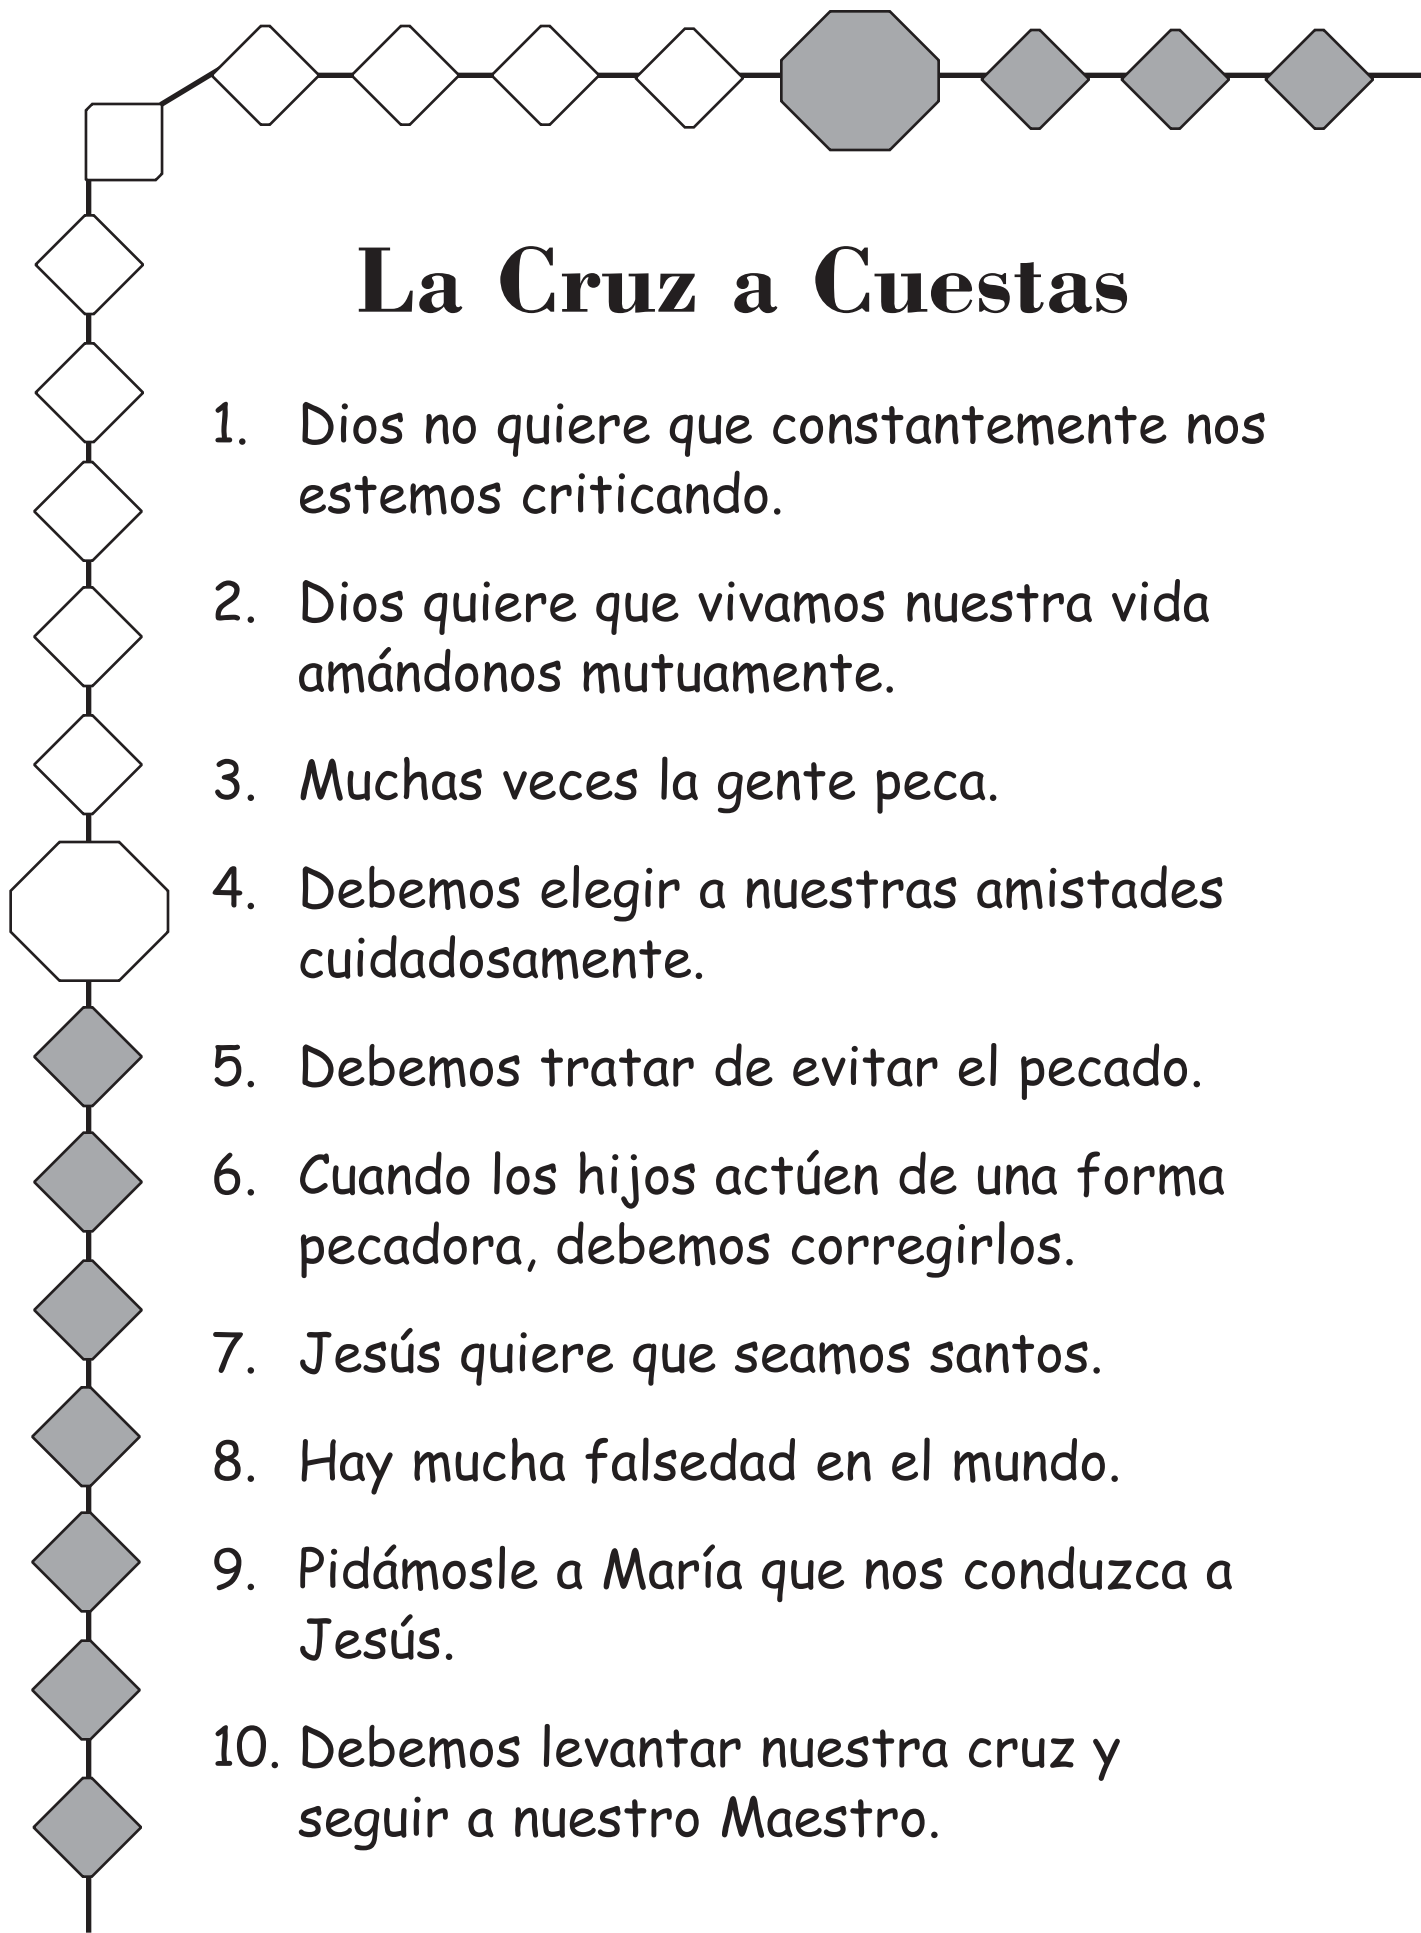 La Cruz a Cuestas
1. Dios no quiere que constantemente nos
estemos criticando.
2. Dios quiere que vivamos nuestra vida
amándonos mutuamente.
3. Muchas veces la gente peca.
4. Debemos elegir a nuestras amistades
cuidadosamente.
5. Debemos tratar de evitar el pecado.
6. Cuando los hijos actúen de una forma
pecadora, debemos corregirlos.
7. Jesús quiere que seamos santos.
8. Hay mucha falsedad en el mundo.
9. Pidámosle a María que nos conduzca a
Jesús.
10. Debemos levantar nuestra cruz y
seguir a nuestro Maestro.